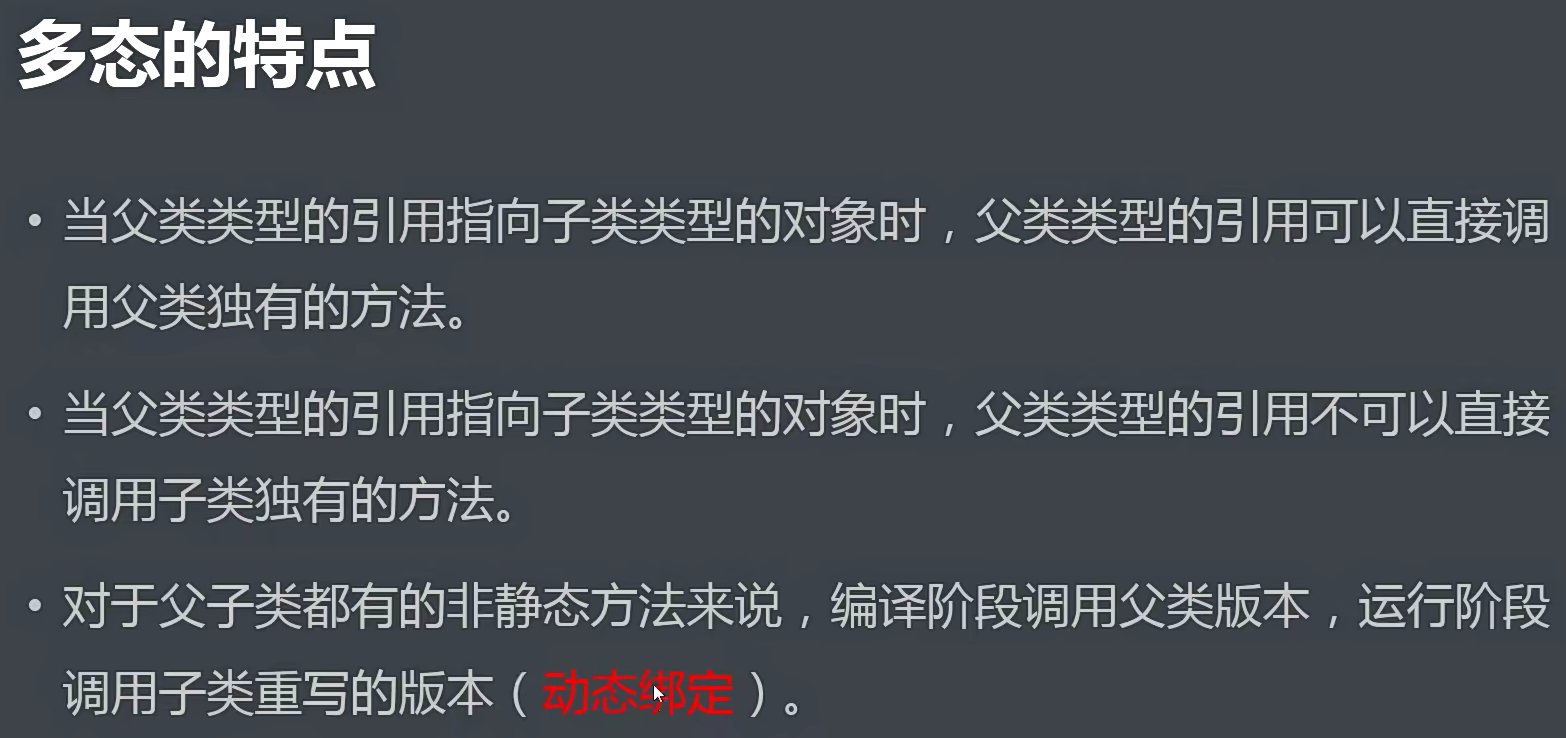 多态的特点
• 当父类类型的引用指向子类类型的对象时，父类类型的引用可以直接调
用父类独有的方法。
• 当父类类型的引用指向子类类型的对象时，父类类型的引用不可以直接
调用子类独有的方法。
• 对于父子类都有的非静态方法来说，编译阶段调用父类版本，运行阶段
调用子类重写的版本（动态绑定）。